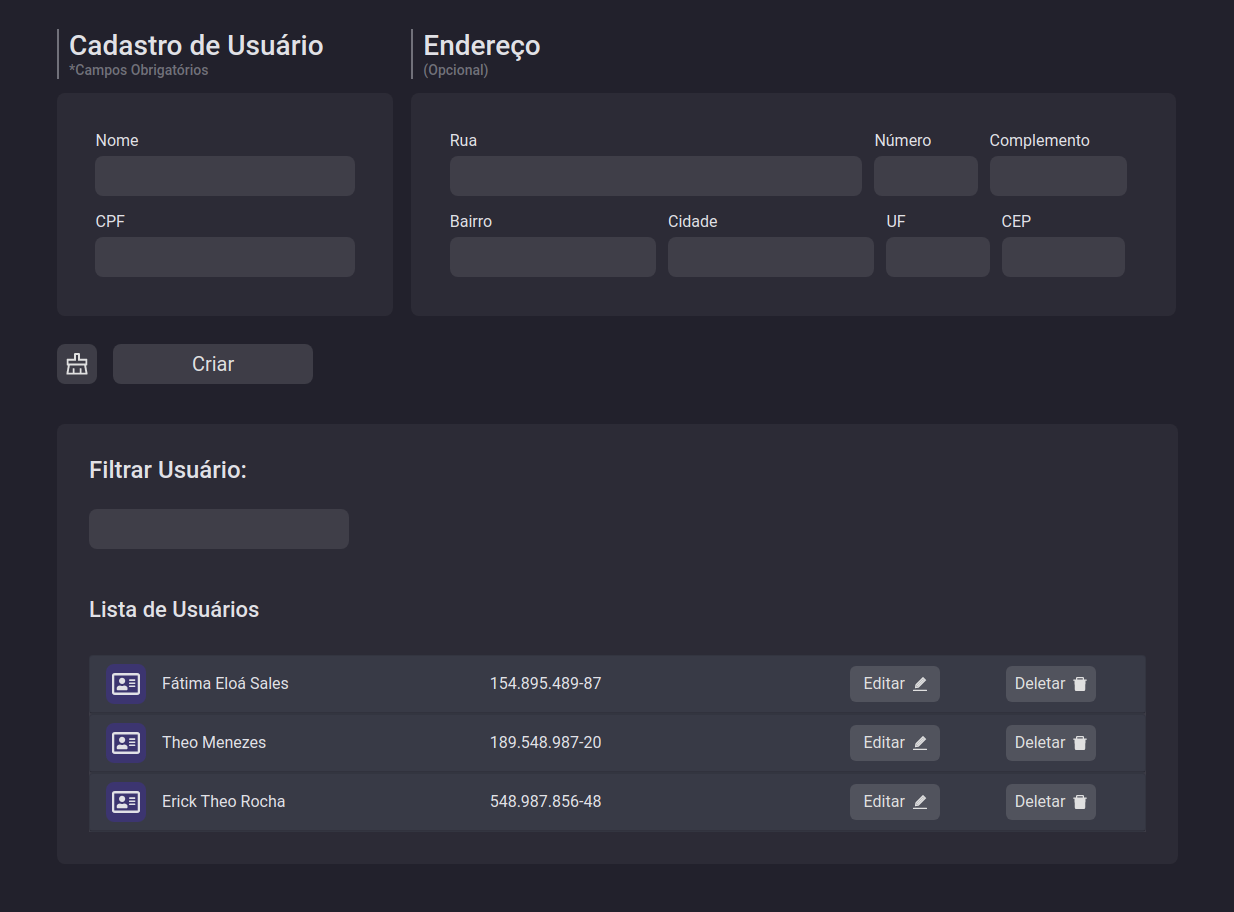 Cadastro de Usuário
*Campos Obrigatórios
Endereço
(Opcional)
Nome
CPF
Rua Número Complemento
Bairro Cidade UF CEP
Criar
Filtrar Usuário:
Lista de Usuários
Fátima Eloá Sales 154.895.489-87 Editar Deletar
Theo Menezes 189.548.987-20 Editar Deletar
Erick Theo Rocha 548.987.856-48 Editar Deletar